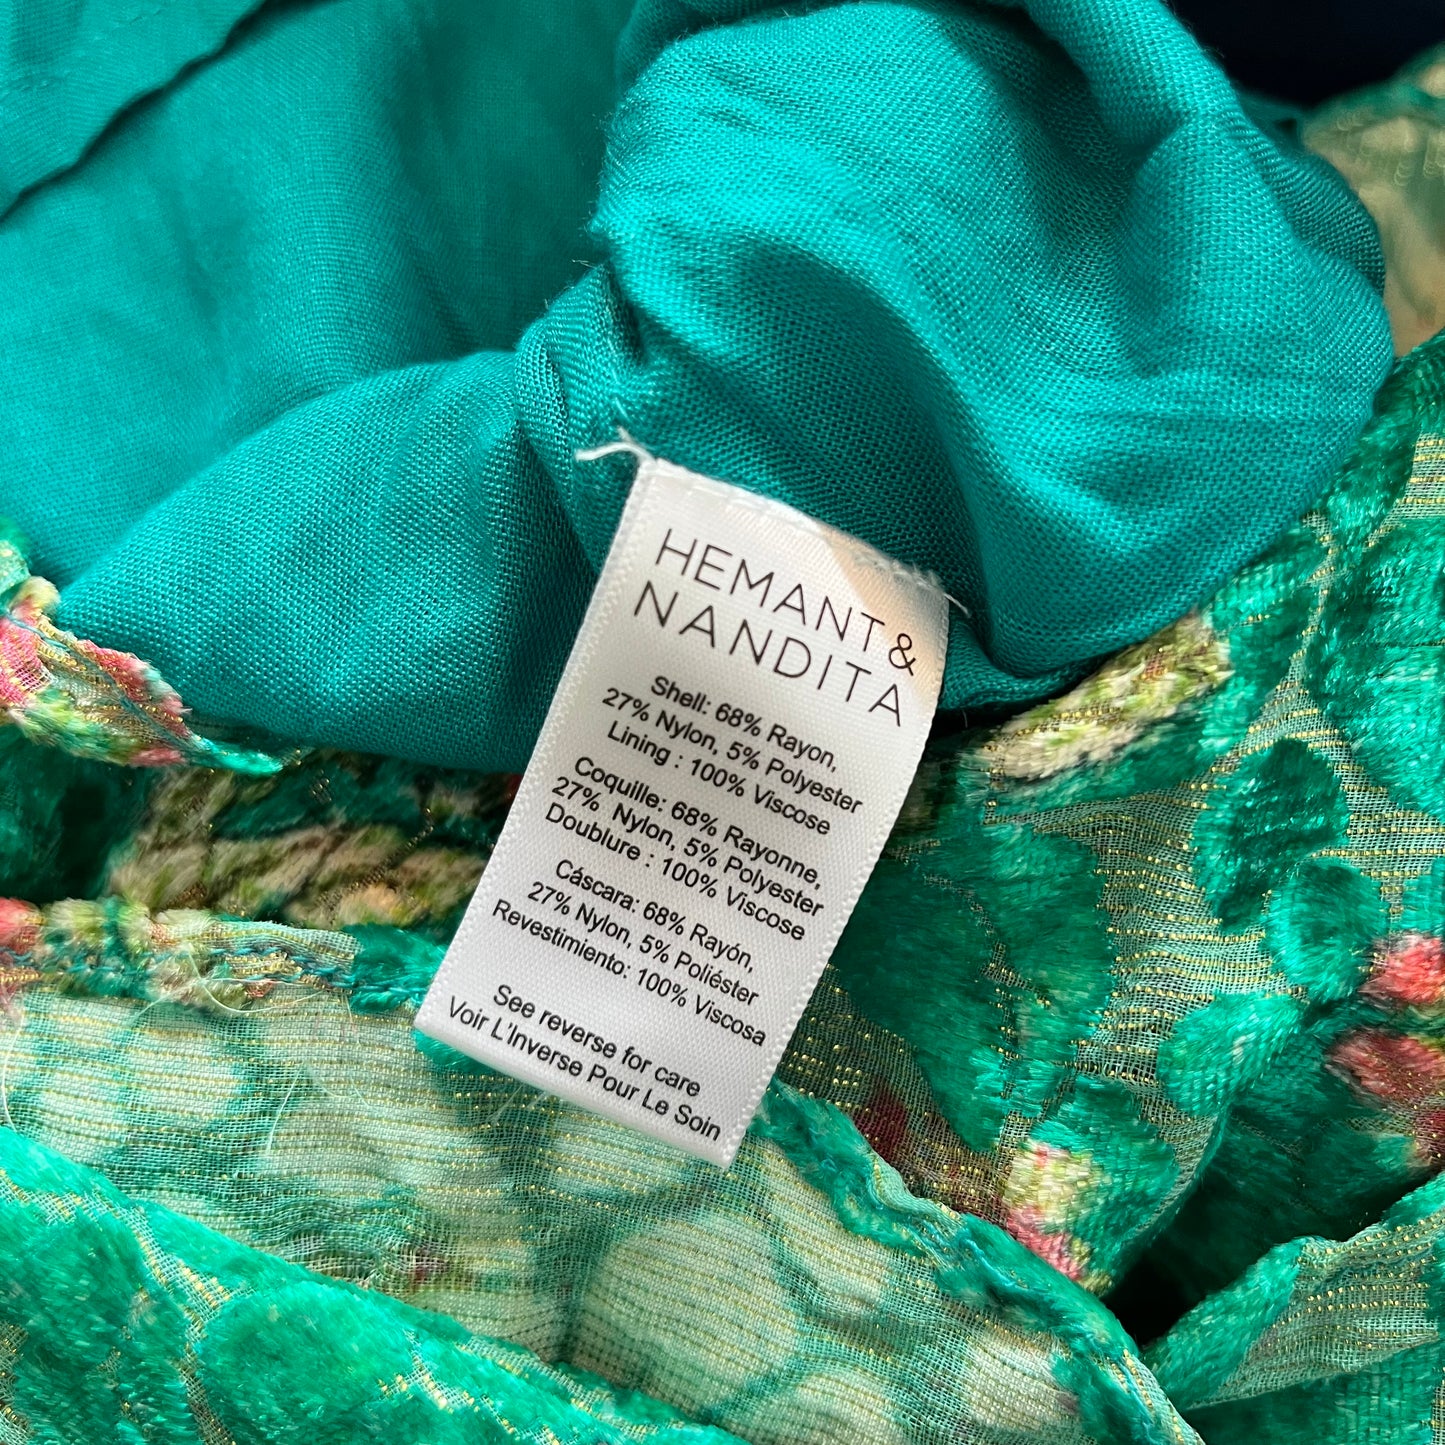 HEMANT &
NANDITA
Shell: 68% Rayon,
27% Nylon, 5% Polyester
Lining : 100% Viscose
Coquille: 68% Rayonne,
27% Nylon, 5% Polyester
Doublure : 100% Viscose
Cáscara: 68% Rayón,
27% Nylon, 5% Poliéster
Revestimiento: 100% Viscosa
See reverse for care
Voir L'Inverse Pour Le Soin